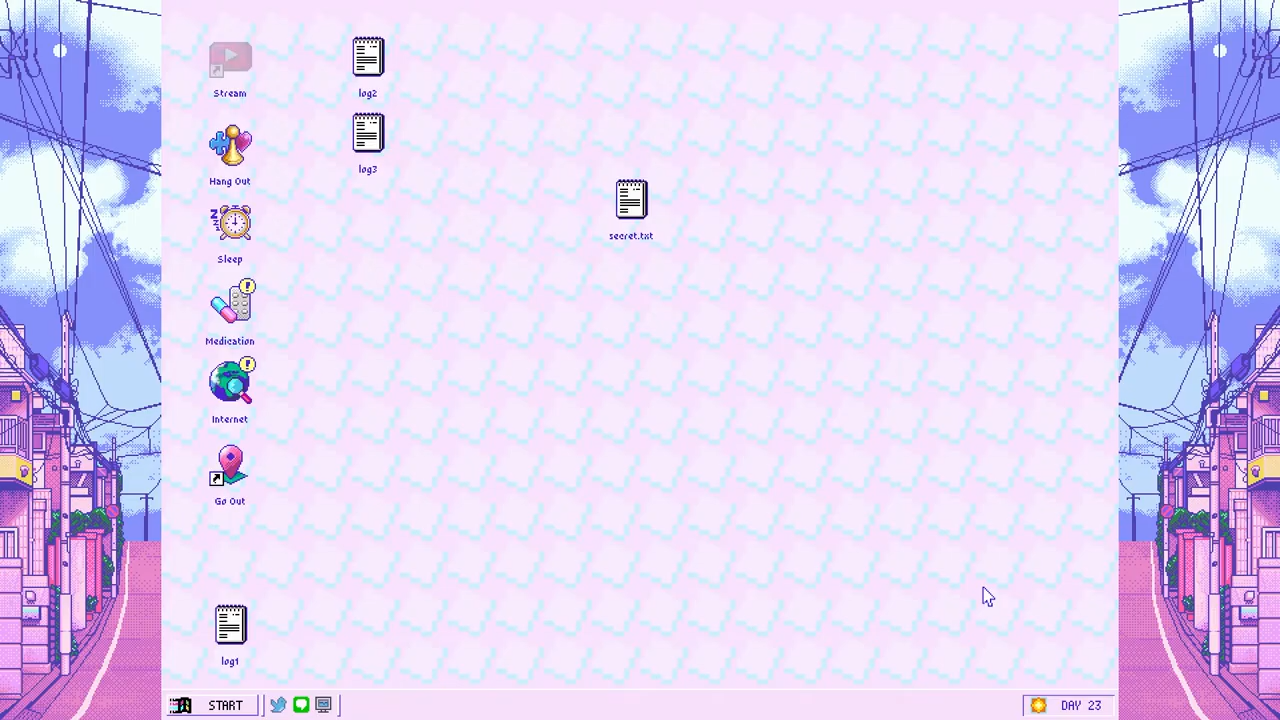 Stream
log2
Hang Out
log3
Sleep
secret.txt
Medication
Internet
Go Out
log1
START
DAY 23